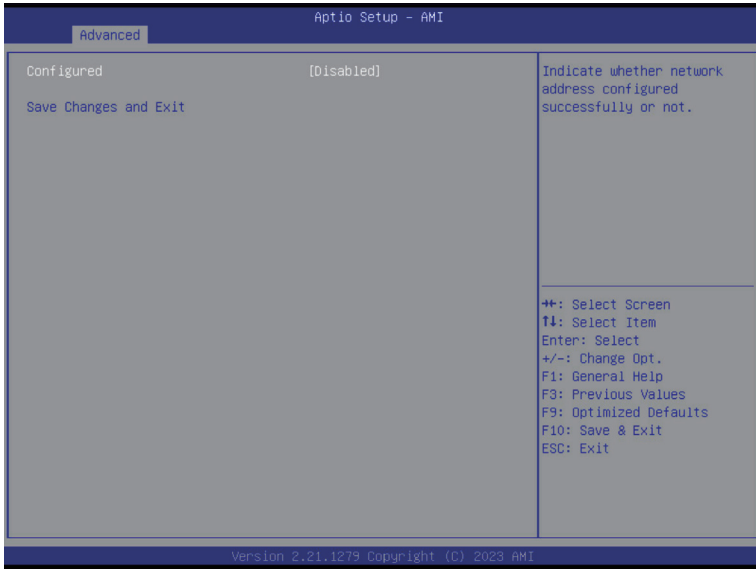 Aptio Setup - AMI
Advanced
Configured [Disabled]
Save Changes and Exit
Indicate whether network
address configured
successfully or not.
→←: Select Screen
↑↓: Select Item
Enter: Select
+/-: Change Opt.
F1: General Help
F3: Previous Values
F9: Optimized Defaults
F10: Save & Exit
ESC: Exit
Version 2.21.1279 Copyright (C) 2023 AMI